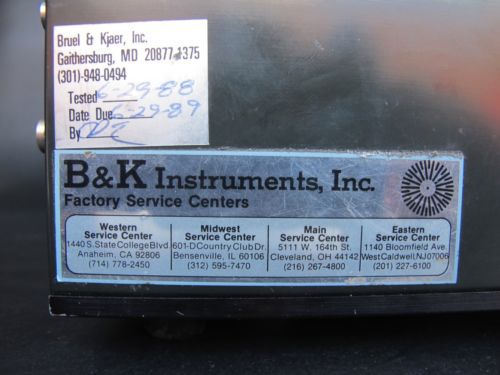 Bruel & Kjaer, Inc.
Gaithersburg, MD 20877-1375
(301)-948-0494
Tested 6-29-88
Date Due 6-29-89
By
B&K Instruments, Inc.
Factory Service Centers
Western
Service Center
1440 S. State College Blvd.
Anaheim, CA 92806
(714) 778-2450
Midwest
Service Center
601-D Country Club Dr.
Bensenville, IL 60106
(312) 595-7470
Main
Service Center
5111 W. 164th St.
Cleveland, OH 44142
(216) 267-4800
Eastern
Service Center
1140 Bloomfield Ave.
West Caldwell, NJ 07006
(201) 227-6100